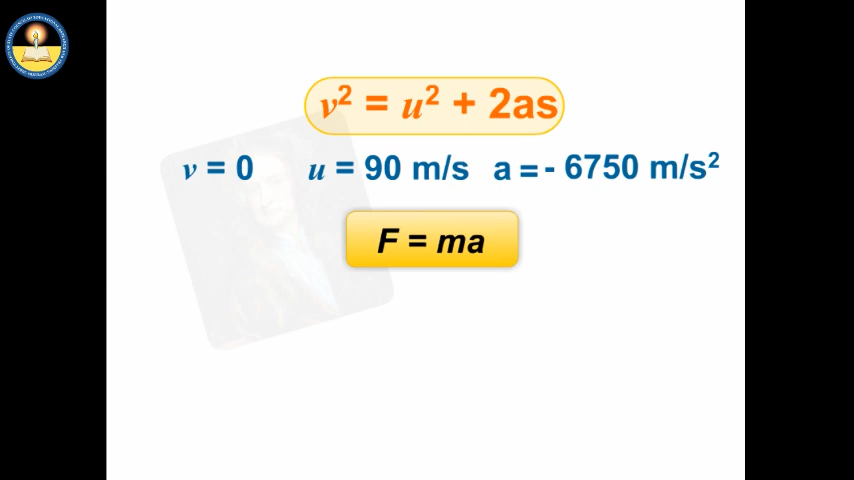 v² = u² + 2as
v = 0 u = 90 m/s a = - 6750 m/s²
F = ma